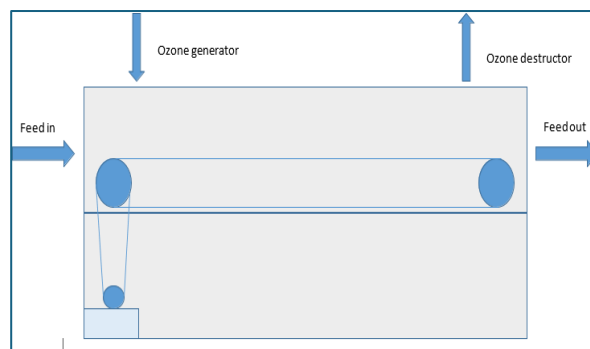 Ozone generator
Ozone destructor
Feed in
Feed out